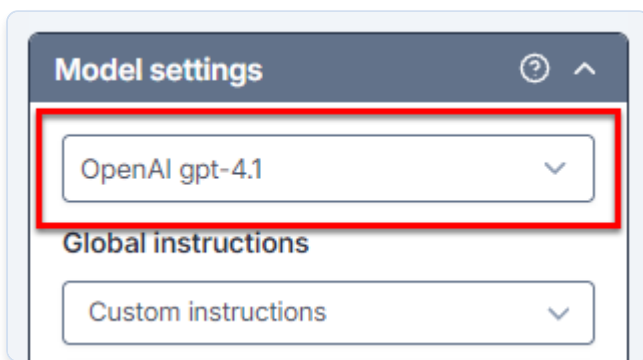 Model settings
OpenAI gpt-4.1
Global instructions
Custom instructions